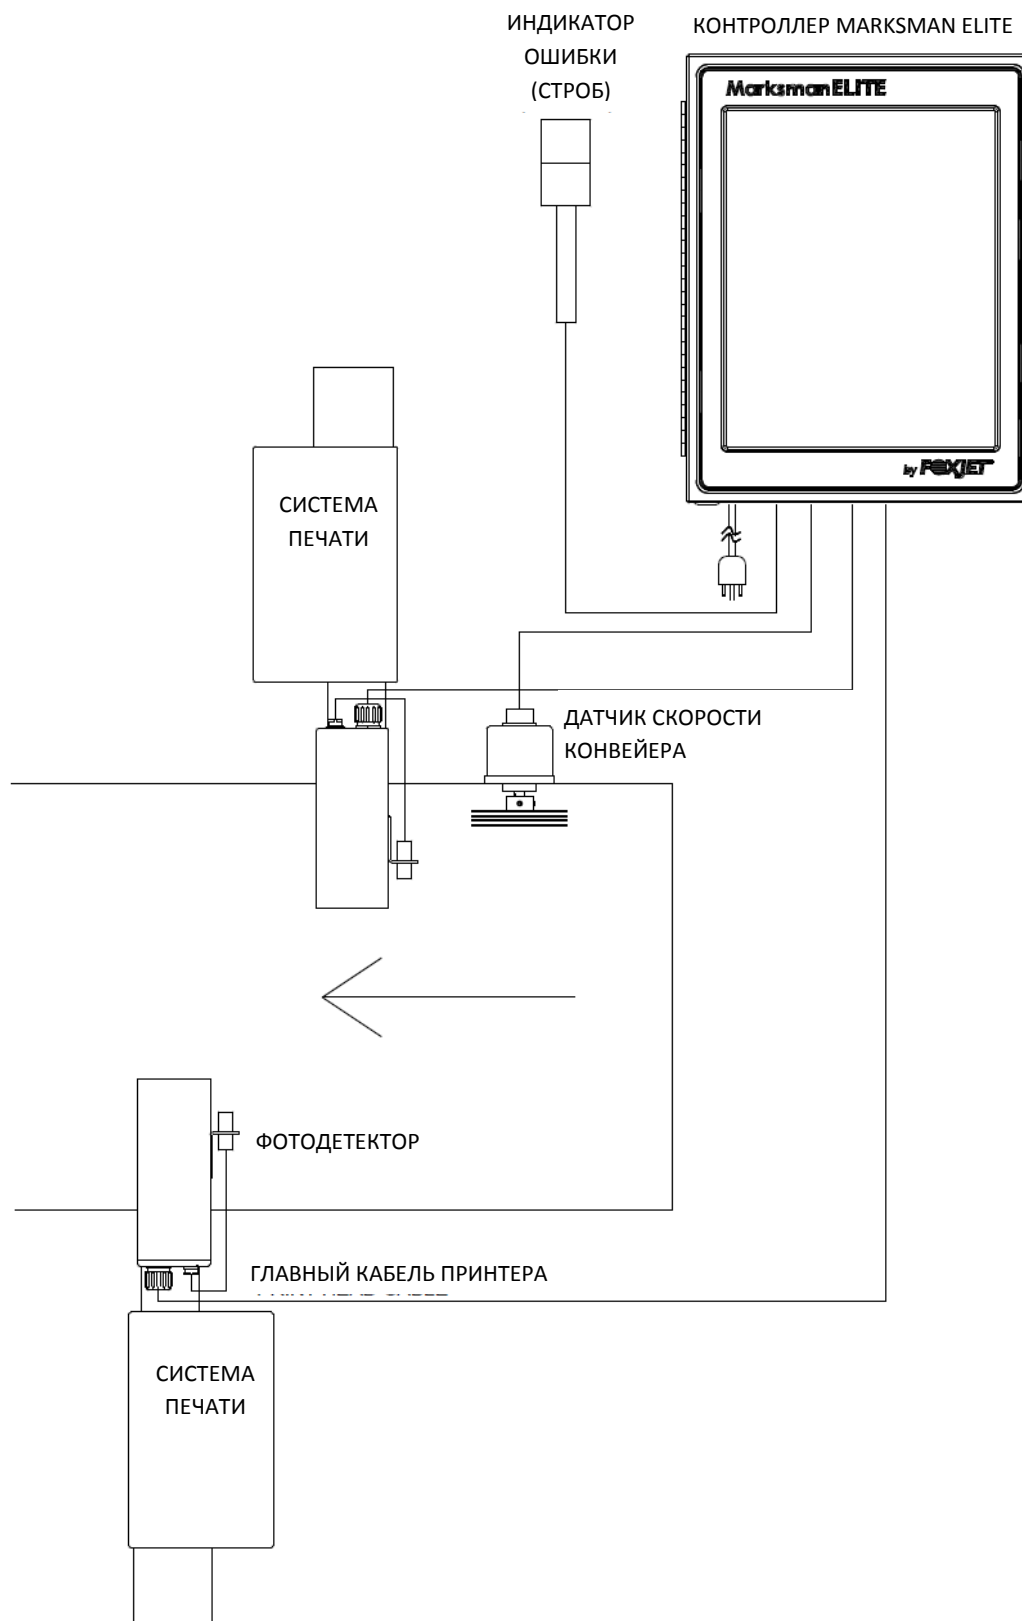 ИНДИКАТОР
ОШИБКИ
(СТРОБ)
КОНТРОЛЛЕР MARKSMAN ELITE
MarksmanELITE
by FOXJET
СИСТЕМА
ПЕЧАТИ
ДАТЧИК СКОРОСТИ
КОНВЕЙЕРА
ФОТОДЕТЕКТОР
ГЛАВНЫЙ КАБЕЛЬ ПРИНТЕРА
СИСТЕМА
ПЕЧАТИ